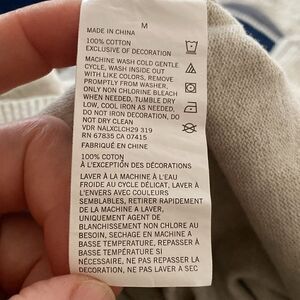 M
MADE IN CHINA
100% COTTON
EXCLUSIVE OF DECORATION
MACHINE WASH COLD GENTLE
CYCLE, WASH INSIDE OUT
WITH LIKE COLORS, REMOVE
PROMPTLY FROM WASHER,
ONLY NON CHLORINE BLEACH
WHEN NEEDED, TUMBLE DRY
LOW, COOL IRON AS NEEDED,
DO NOT IRON DECORATION, DO
NOT DRY CLEAN
VDR NALXCLCH29 319
RN 67835 CA 07415
FABRIQUÉ EN CHINE
100% COTON
À L'EXCEPTION DES DÉCORATIONS
LAVER À LA MACHINE À L'EAU
FROIDE AU CYCLE DÉLICAT, LAVER À
L'ENVERS AVEC COULEURS
SEMBLABLES, RETIRER RAPIDEMENT
DE LA MACHINE A LAVER,
UNIQUEMENT AGENT DE
BLANCHISSEMENT NON CHLORE AU
BESOIN, SECHAGE EN MACHINE A
BASSE TEMPÉRATURE, REPASSER À
BASSE TEMPÉRATURE SI
NÉCESSAIRE, NE PAS REPASSER LA
DECORATION, NE PAS LAVER A SEC